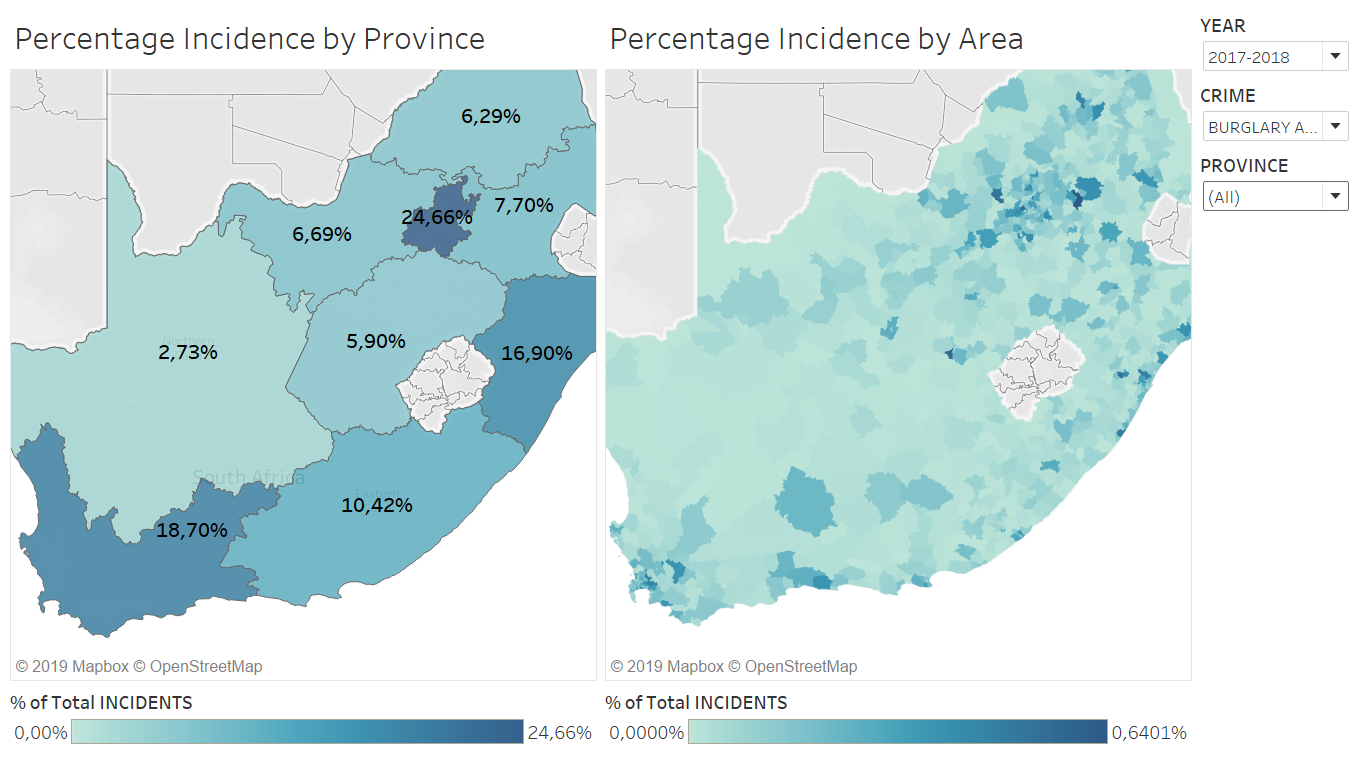 Percentage Incidence by Province
6,29%
7,70%
24,66%
6,69%
5,90%
16,90%
2,73%
South Africa
10,42%
18,70%
© 2019 Mapbox © OpenStreetMap
% of Total INCIDENTS
0,00%
24,66%
Percentage Incidence by Area
© 2019 Mapbox © OpenStreetMap
% of Total INCIDENTS
0,0000%
0,6401%
YEAR
2017-2018
CRIME
BURGLARY A...
PROVINCE
(All)